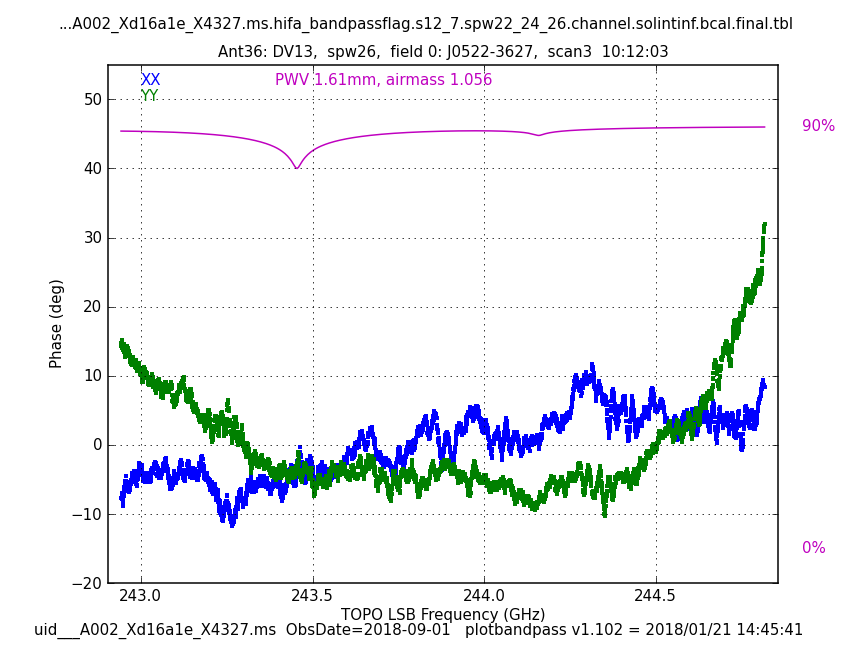 ...A002_Xd16a1e_X4327.ms.hifa_bandpassflag.s12_7.spw22_24_26.channel.solintinf.bcal.final.tbl
Ant36: DV13,  spw26,  field 0: J0522-3627,  scan3  10:12:03
XX
PWV 1.61mm, airmass 1.056
YY
50
90%
40
30
20
10
0
−10
0%
−20
Phase (deg)
243.0 243.5 244.0 244.5
TOPO LSB Frequency (GHz)
uid___A002_Xd16a1e_X4327.ms  ObsDate=2018-09-01   plotbandpass v1.102 = 2018/01/21 14:45:41